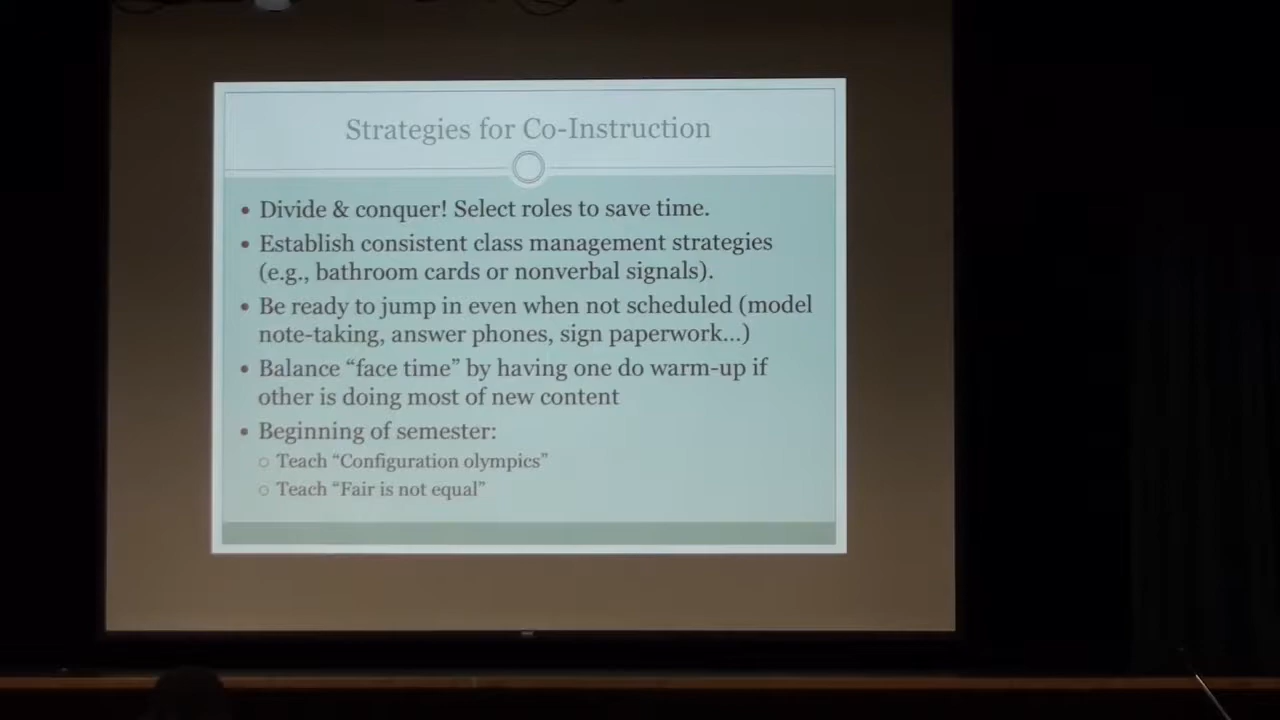 Strategies for Co-Instruction
• Divide & conquer! Select roles to save time.
• Establish consistent class management strategies
(e.g., bathroom cards or nonverbal signals).
• Be ready to jump in even when not scheduled (model
note-taking, answer phones, sign paperwork...)
• Balance “face time” by having one do warm-up if
other is doing most of new content
• Beginning of semester:
○ Teach “Configuration olympics”
○ Teach “Fair is not equal”